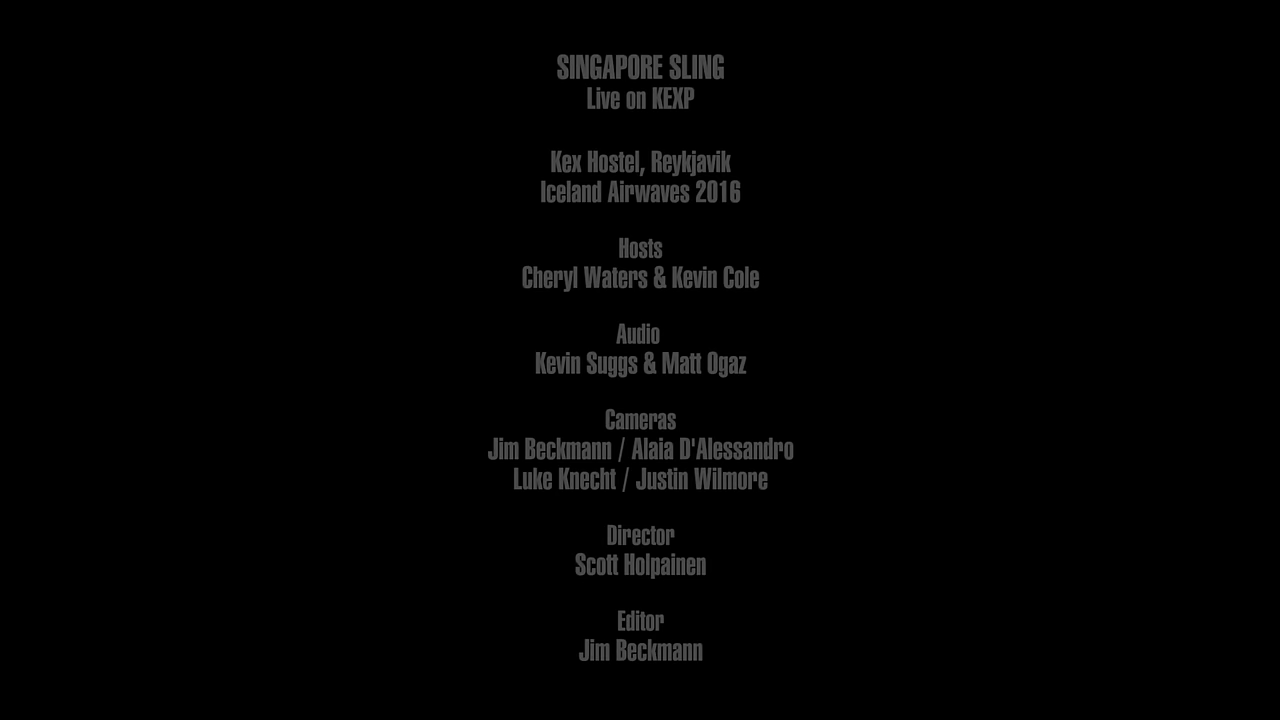 SINGAPORE SLING
Live on KEXP
Kex Hostel, Reykjavik
Iceland Airwaves 2016
Hosts
Cheryl Waters & Kevin Cole
Audio
Kevin Suggs & Matt Ogaz
Cameras
Jim Beckmann / Alaia D'Alessandro
Luke Knecht / Justin Wilmore
Director
Scott Holpainen
Editor
Jim Beckmann